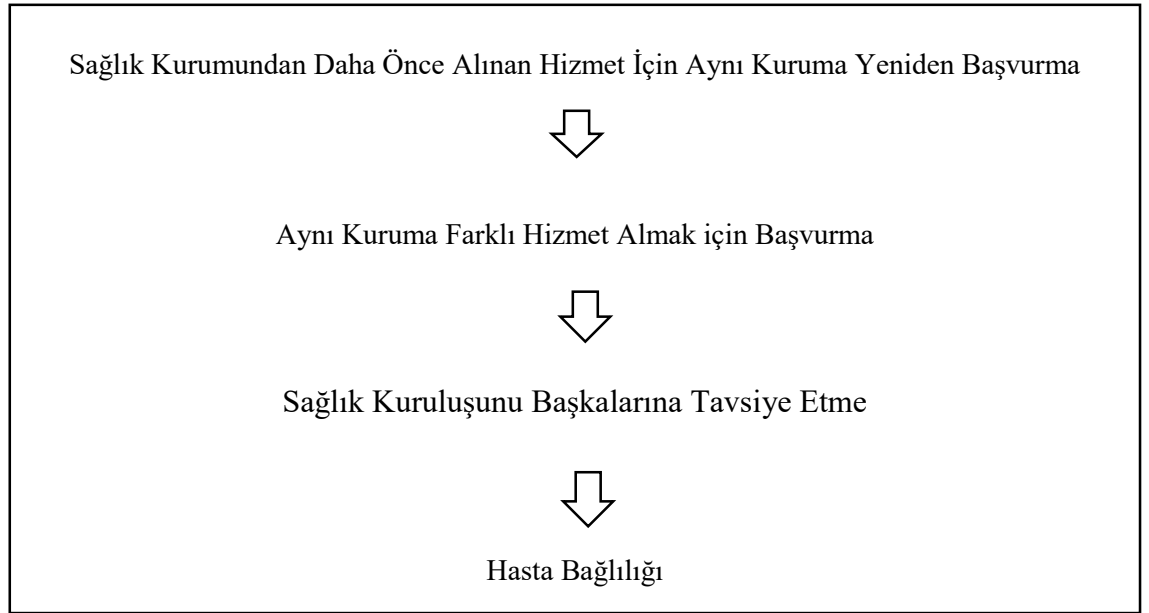 Sağlık Kurumundan Daha Önce Alınan Hizmet İçin Aynı Kuruma Yeniden Başvurma
Aynı Kuruma Farklı Hizmet Almak için Başvurma
Sağlık Kuruluşunu Başkalarına Tavsiye Etme
Hasta Bağlılığı